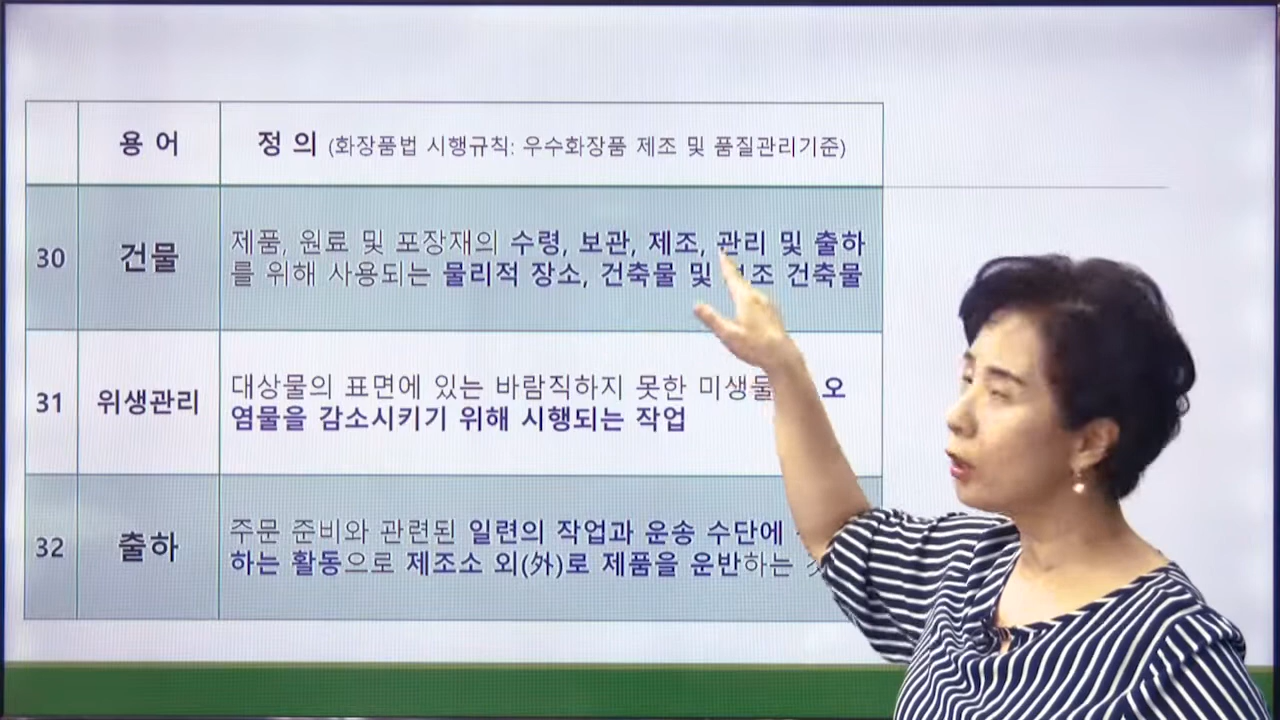 용 어
정 의 (화장품법 시행규칙: 우수화장품 제조 및 품질관리기준)
30
건물
제품, 원료 및 포장재의 수령, 보관, 제조, 관리 및 출하
를 위해 사용되는 물리적 장소, 건축물 및 건축물
31
위생관리
대상물의 표면에 있는 바람직하지 못한 미생물 오
염물을 감소시키기 위해 시행되는 작업
32
출하
주문 준비와 관련된 일련의 작업과 운송 수단에
하는 활동으로 제조소 외(外)로 제품을 운반하는